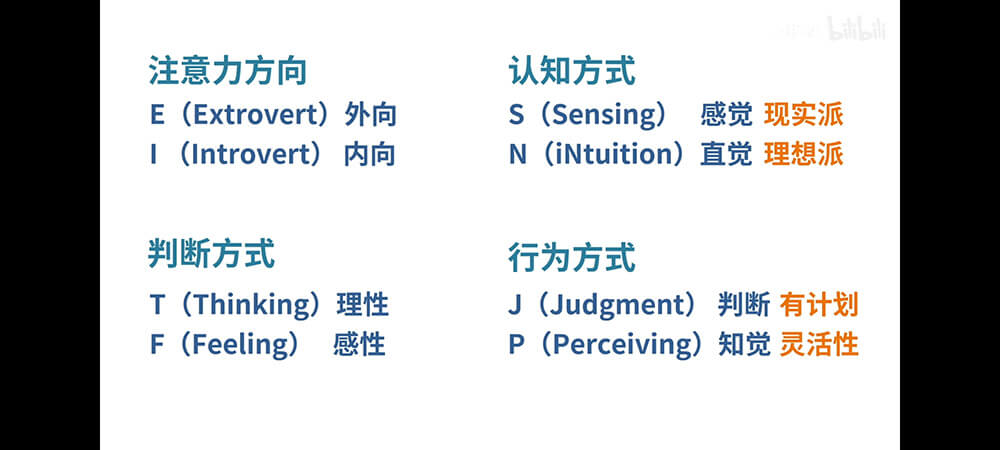 bilibili
注意力方向
E（Extrovert）外向
I（Introvert）内向
认知方式
S（Sensing） 感觉 现实派
N（iNtuition）直觉 理想派
判断方式
T（Thinking）理性
F（Feeling） 感性
行为方式
J（Judgment） 判断 有计划
P（Perceiving）知觉 灵活性